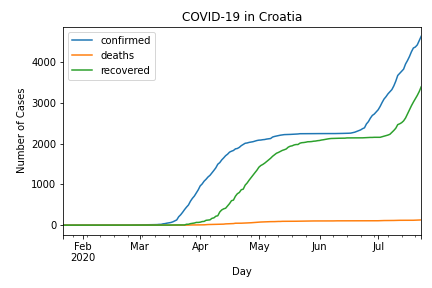 COVID-19 in Croatia
confirmed
deaths
recovered
Number of Cases
4000
3000
2000
1000
0
Feb Mar Apr May Jun Jul
2020
Day